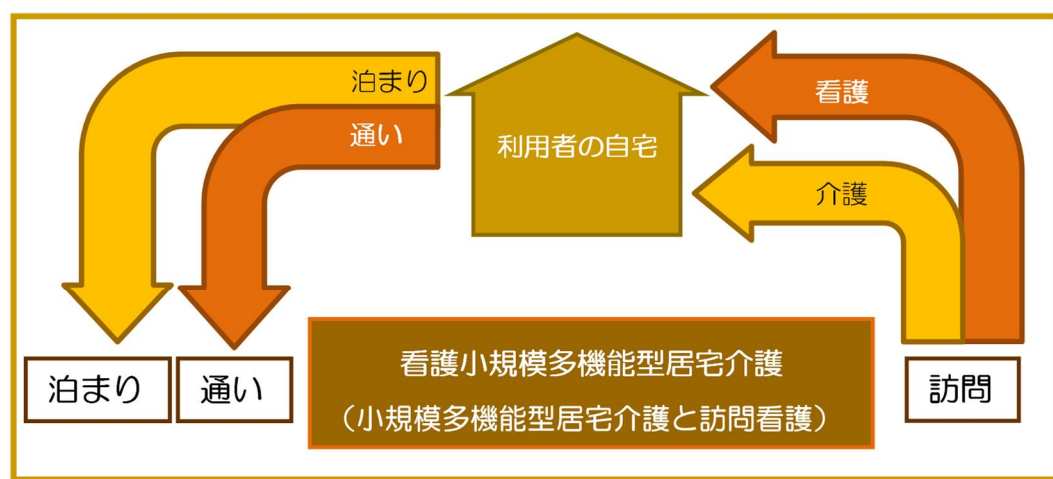 泊まり
通い
利用者の自宅
看護
介護
泊まり
通い
看護小規模多機能型居宅介護
（小規模多機能型居宅介護と訪問看護）
訪問